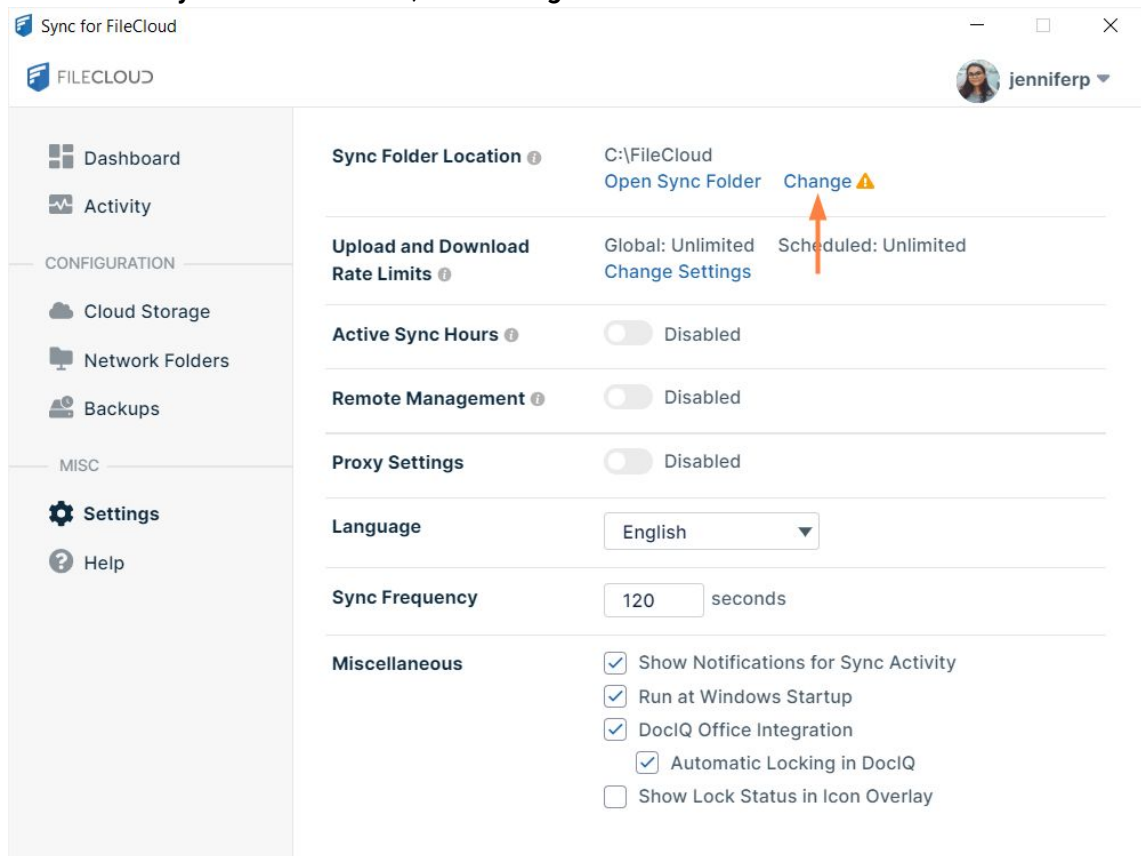 Sync for FileCloud
FILECLOUD
jenniferp
Dashboard
Activity
CONFIGURATION
Cloud Storage
Network Folders
Backups
MISC
Settings
Help
Sync Folder Location
C:\FileCloud
Open Sync Folder Change
Upload and Download
Rate Limits
Global: Unlimited Scheduled: Unlimited
Change Settings
Active Sync Hours Disabled
Remote Management Disabled
Proxy Settings Disabled
Language English
Sync Frequency 120 seconds
Miscellaneous
Show Notifications for Sync Activity
Run at Windows Startup
DocIQ Office Integration
Automatic Locking in DocIQ
Show Lock Status in Icon Overlay